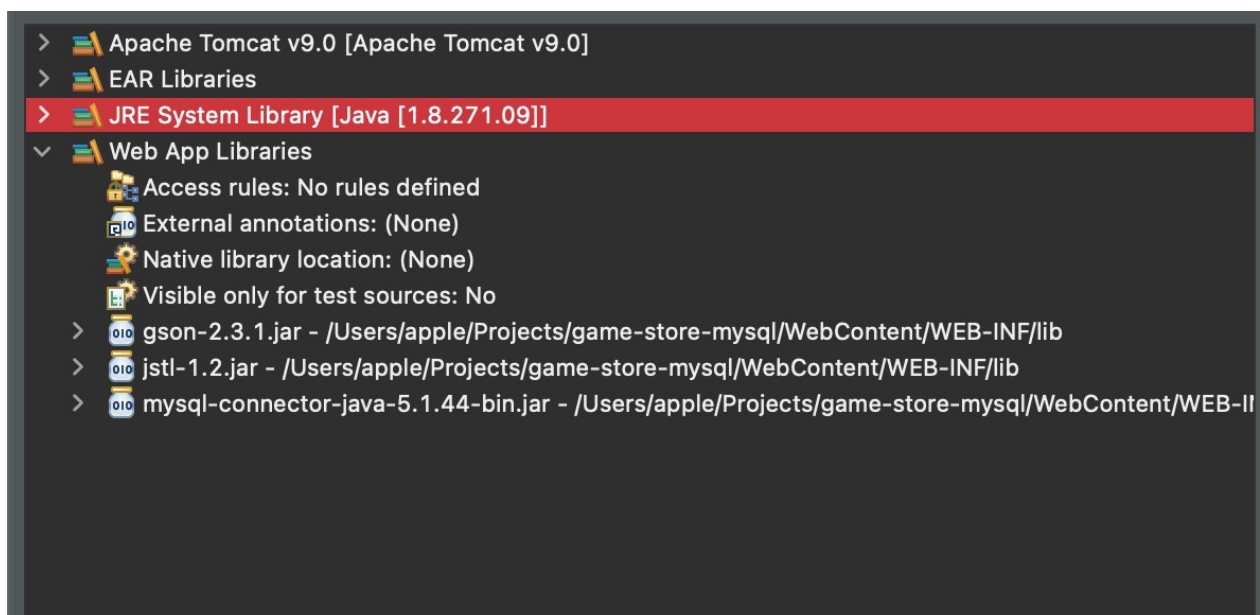 Apache Tomcat v9.0 [Apache Tomcat v9.0]
EAR Libraries
JRE System Library [Java [1.8.271.09]]
Web App Libraries
Access rules: No rules defined
External annotations: (None)
Native library location: (None)
Visible only for test sources: No
gson-2.3.1.jar - /Users/apple/Projects/game-store-mysql/WebContent/WEB-INF/lib
jstl-1.2.jar - /Users/apple/Projects/game-store-mysql/WebContent/WEB-INF/lib
mysql-connector-java-5.1.44-bin.jar - /Users/apple/Projects/game-store-mysql/WebContent/WEB-I